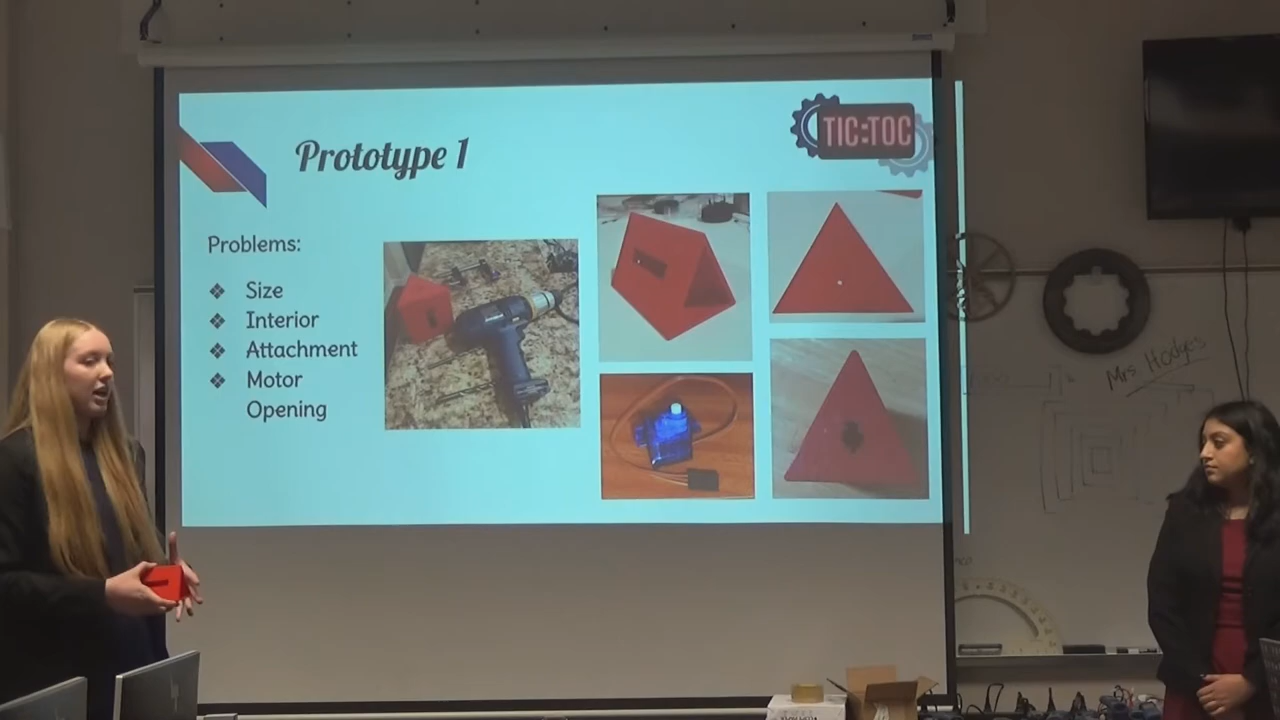 Prototype 1
TIC:TOC
Problems:
❖ Size
❖ Interior
❖ Attachment
❖ Motor
Opening
Mrs Hodges